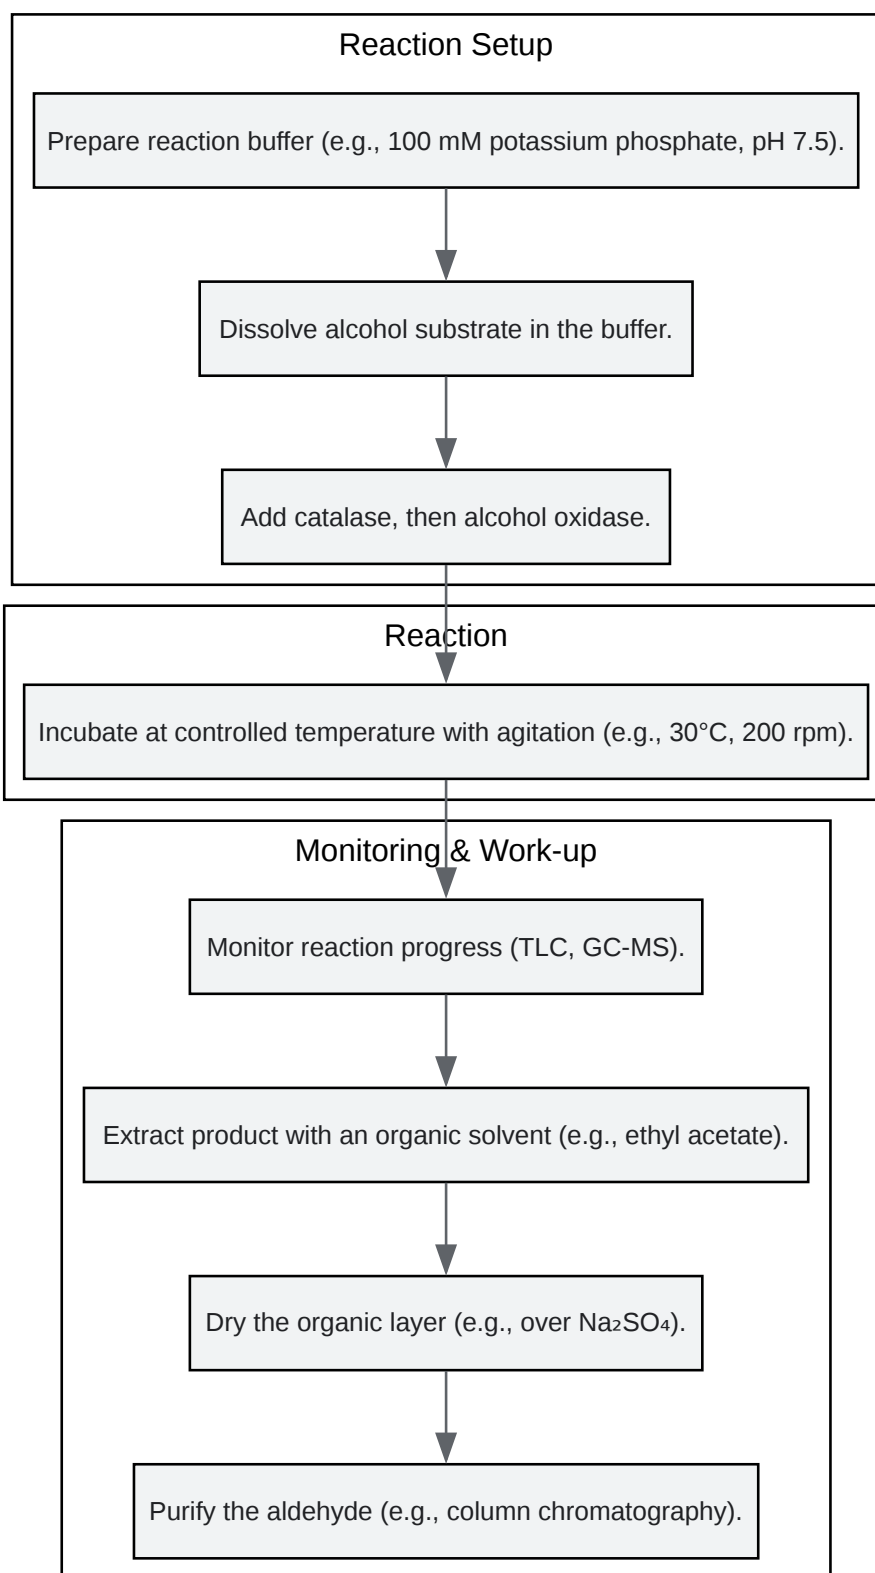 Reaction Setup
Prepare reaction buffer (e.g., 100 mM potassium phosphate, pH 7.5).
Dissolve alcohol substrate in the buffer.
Add catalase, then alcohol oxidase.
Reaction
Incubate at controlled temperature with agitation (e.g., 30°C, 200 rpm).
Monitoring & Work-up
Monitor reaction progress (TLC, GC-MS).
Extract product with an organic solvent (e.g., ethyl acetate).
Dry the organic layer (e.g., over Na₂SO₄).
Purify the aldehyde (e.g., column chromatography).